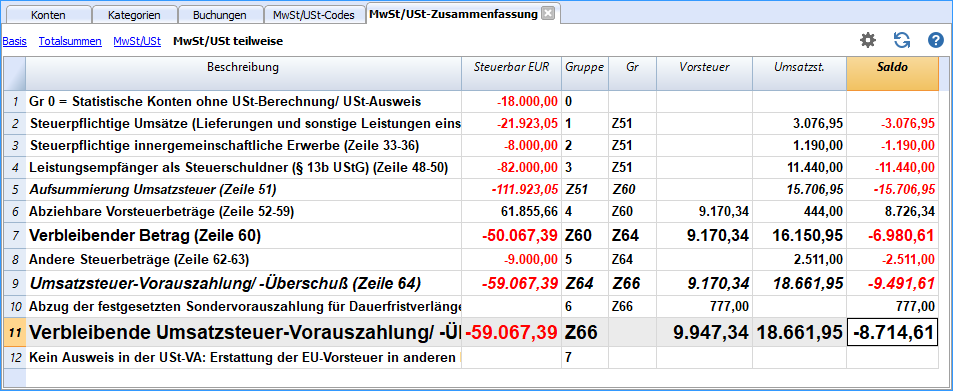 Konten Kategorien Buchungen MwSt/USt-Codes MwSt/USt-Zusammenfassung
Basis Totalsummen MwSt/USt MwSt/USt teilweise
Beschreibung Steuerbar EUR Gruppe Gr Vorsteuer Umsatzst. Saldo
1 Gr 0 = Statistische Konten ohne USt-Berechnung/ USt-Ausweis -18.000,00 0
2 Steuerpflichtige Umsätze (Lieferungen und sonstige Leistungen eins -21.923,05 1 Z51 3.076,95 -3.076,95
3 Steuerpflichtige innergemeinschaftliche Erwerbe (Zeile 33-36) -8.000,00 2 Z51 1.190,00 -1.190,00
4 Leistungsempfänger als Steuerschuldner (§ 13b UStG) (Zeile 48-50) -82.000,00 3 Z51 11.440,00 -11.440,00
5 Aufsummierung Umsatzsteuer (Zeile 51) -111.923,05 Z51 Z60 15.706,95 -15.706,95
6 Abziehbare Vorsteuerbeträge (Zeile 52-59) 61.855,66 4 Z60 9.170,34 444,00 8.726,34
7 Verbleibender Betrag (Zeile 60) -50.067,39 Z60 Z64 9.170,34 16.150,95 -6.980,61
8 Andere Steuerbeträge (Zeile 62-63) -9.000,00 5 Z64 2.511,00 -2.511,00
9 Umsatzsteuer-Vorauszahlung/ -Überschuß (Zeile 64) -59.067,39 Z64 Z66 9.170,34 18.661,95 -9.491,61
10 Abzug der festgesetzten Sondervorauszahlung für Dauerfristverlänge 6 Z66 777,00 777,00
11 Verbleibende Umsatzsteuer-Vorauszahlung/ -Ül -59.067,39 Z66 9.947,34 18.661,95 -8.714,61
12 Kein Ausweis in der USt-VA: Erstattung der EU-Vorsteuer in anderen 7